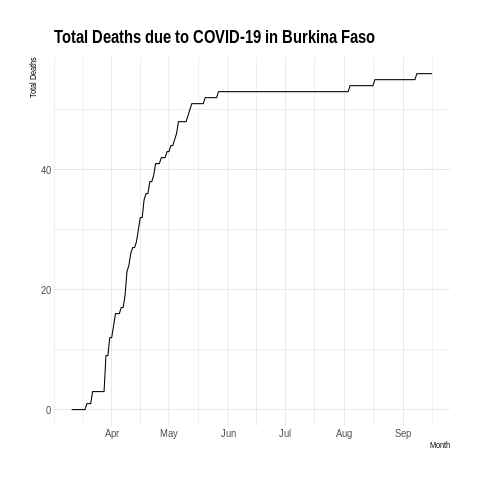 Total Deaths due to COVID-19 in Burkina Faso
Total Deaths
40
20
0
Apr May Jun Jul Aug Sep
Month